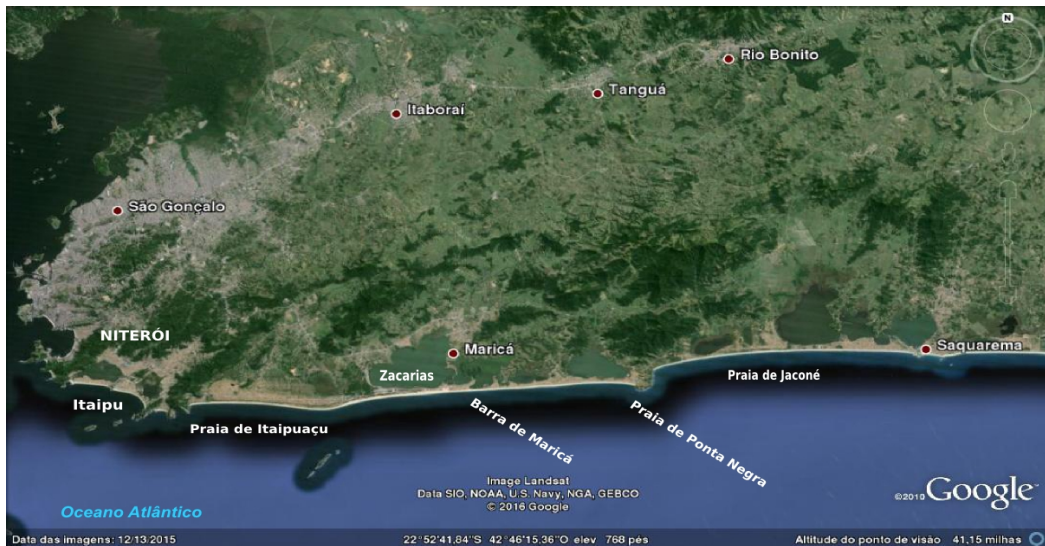 N
Rio Bonito
Tanguá
Itaboraí
São Gonçalo
NITERÓI
Maricá
Saquarema
Zacarias
Praia de Jaconé
Itaipu
Praia de Itaipuaçu
Barra de Maricá
Praia de Ponta Negra
Image Landsat
Data SIO, NOAA, U.S. Navy, NGA, GEBCO
© 2016 Google
©2013 Google
Oceano Atlântico
Data das imagens: 12/13/2015 22°52'41.84"S 42°46'15.36"O elev 768 pés Altitude do ponto de visão 41,15 milhas